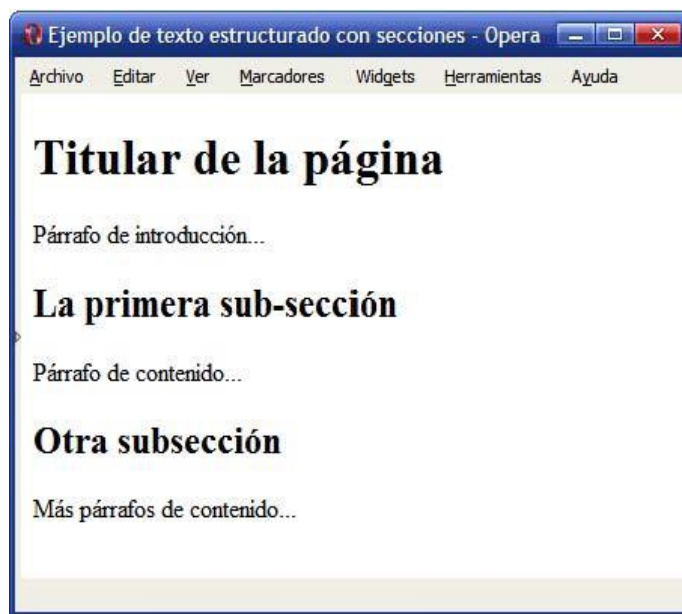 Ejemplo de texto estructurado con secciones - Opera
Archivo Editar Ver Marcadores Widgets Herramientas Ayuda
Titular de la página
Párrafo de introducción...
La primera sub-sección
Párrafo de contenido...
Otra subsección
Más párrafos de contenido...